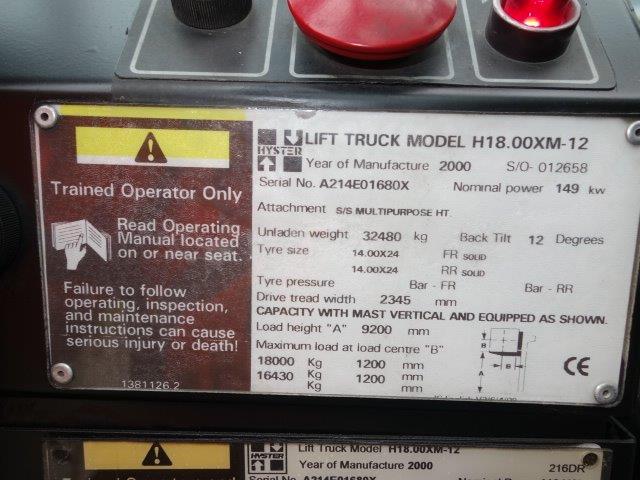 HYSTER
LIFT TRUCK MODEL H18.00XM-12
Year of Manufacture 2000 S/O- 012658
Serial No. A214E01680X Nominal power 149 kw
Attachment S/S MULTIPURPOSE HT.
Unladen weight 32480 kg Back Tilt 12 Degrees
Tyre size 14.00X24 FR SOLID
14.00X24 RR SOLID
Tyre pressure Bar - FR Bar - RR
Drive tread width 2345 mm
CAPACITY WITH MAST VERTICAL AND EQUIPPED AS SHOWN.
Load height "A" 9200 mm
Maximum load at load centre "B"
18000 Kg 1200 mm
16430 Kg 1200 mm
B
A
B
CE
Trained Operator Only
Read Operating
Manual located
on or near seat.
Failure to follow
operating, inspection,
and maintenance
instructions can cause
serious injury or death!
1381126.2
HYSTER
Lift Truck Model H18.00XM-12
Year of Manufacture 2000 216DR
Serial No. A214E01680X